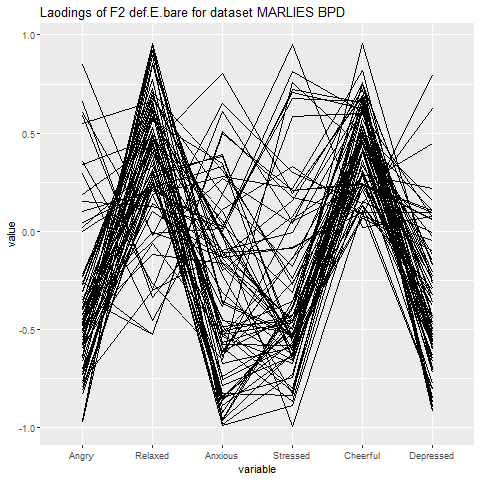 Laodings of F2 def.E.bare for dataset MARLIES BPD
1.0
0.5
0.0
-0.5
-1.0
value
Angry Relaxed Anxious Stressed Cheerful Depressed
variable